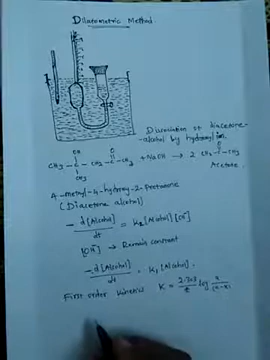 Dilatometric Method
Dissociation of diacetone-
alcohol by hydroxyl ion.
OH O O
CH3 - C - CH2 - C - CH3 + NaOH → 2 CH3 - C - CH3
CH3 Acetone.
4-methyl-4-hydroxy-2-Pentanone
(Diacetone alcohol)
- d[Alcohol]/dt = K2 [Alcohol] [OH]
[OH] → Remain constant
- d[Alcohol]/dt = K1 [Alcohol].
First order kinetics K = 2.303/t log a/(a-x)